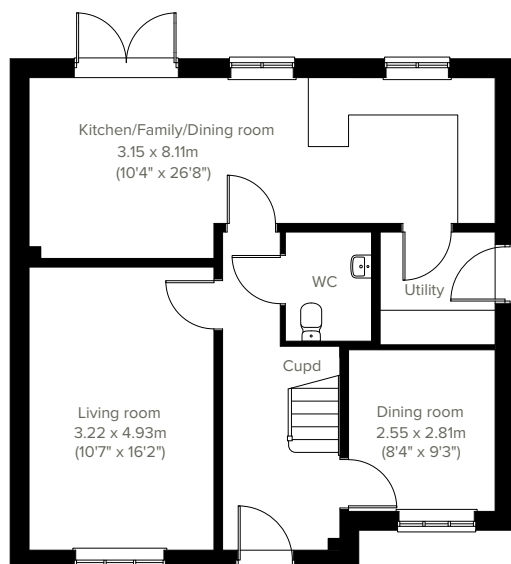 Kitchen/Family/Dining room
3.15 x 8.11m
(10'4" x 26'8")
WC
Utility
Cupd
Living room
3.22 x 4.93m
(10'7" x 16'2")
Dining room
2.55 x 2.81m
(8'4" x 9'3")